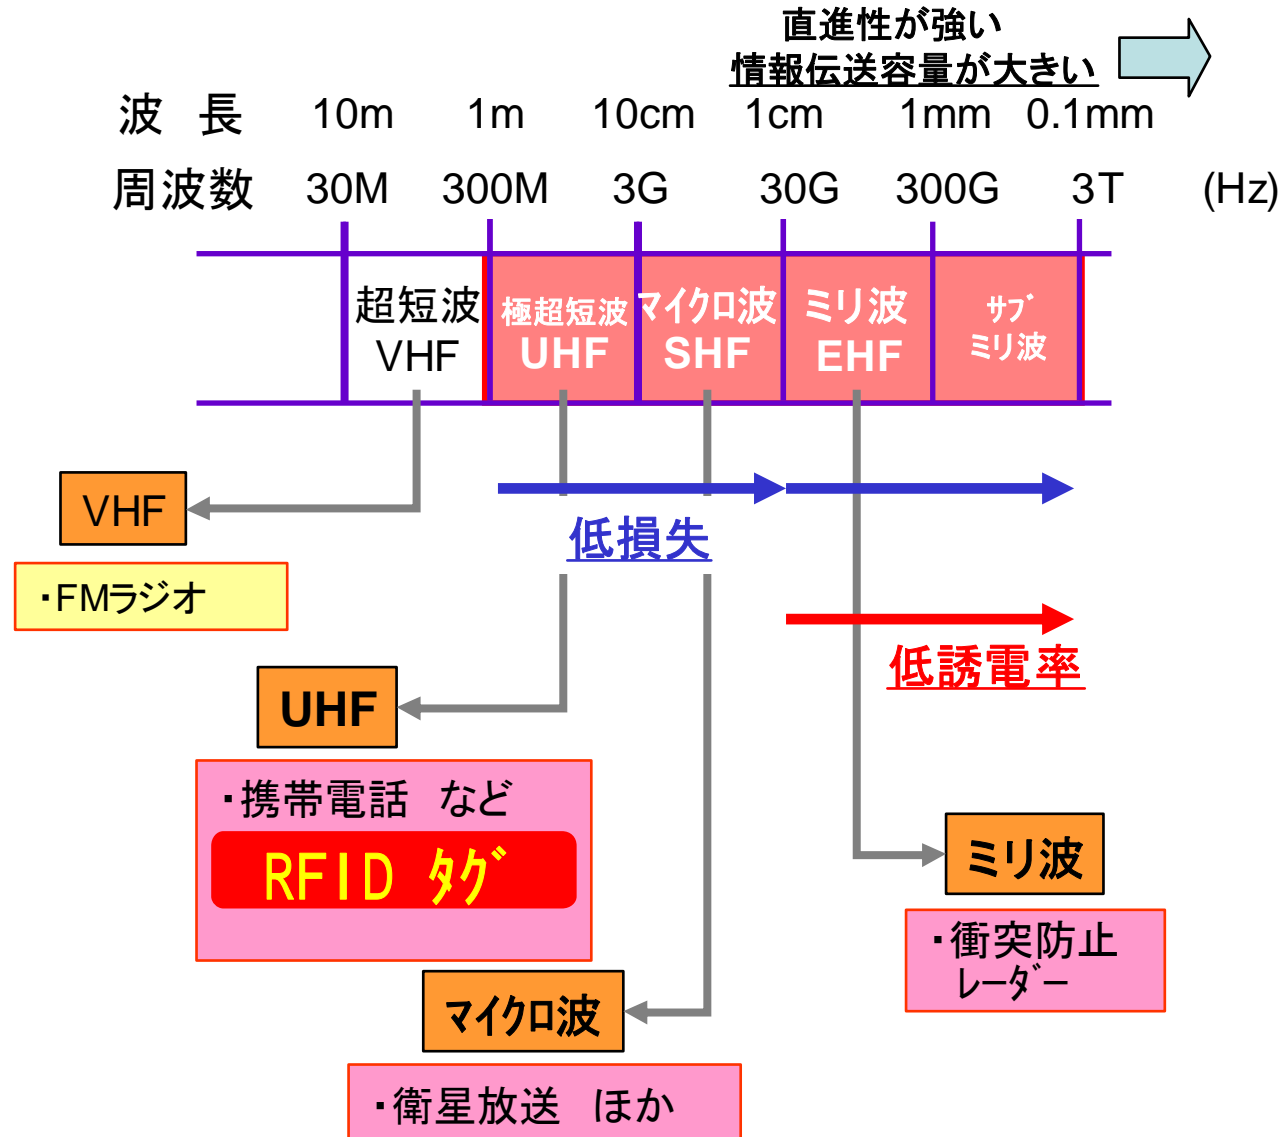 直進性が強い
情報伝送容量が大きい
波 長 10m 1m 10cm 1cm 1mm 0.1mm
周波数 30M 300M 3G 30G 300G 3T (Hz)
超短波
VHF
極超短波
UHF
マイクロ波
SHF
ミリ波
EHF
サブ
ミリ波
VHF
・FMラジオ
低損失
低誘電率
UHF
・携帯電話 など
RFID タグ
ミリ波
・衝突防止
レーダー
マイクロ波
・衛星放送 ほか